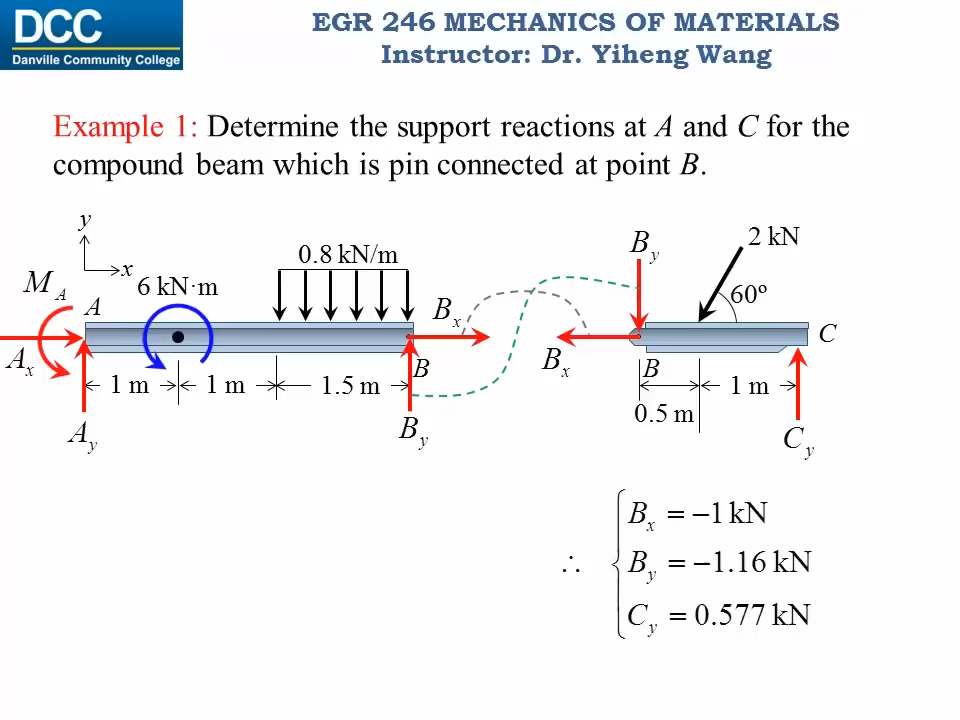 DCC
Danville Community College
EGR 246 MECHANICS OF MATERIALS
Instructor: Dr. Yiheng Wang
Example 1: Determine the support reactions at A and C for the
compound beam which is pin connected at point B.
y
x
M_A
A
6 kN·m
0.8 kN/m
B_x
B_y
2 kN
60º
A_x
B
B_x
B
C
1 m
1 m
1.5 m
0.5 m
1 m
A_y
B_y
C_y
∴
B_x = −1 kN
B_y = −1.16 kN
C_y = 0.577 kN